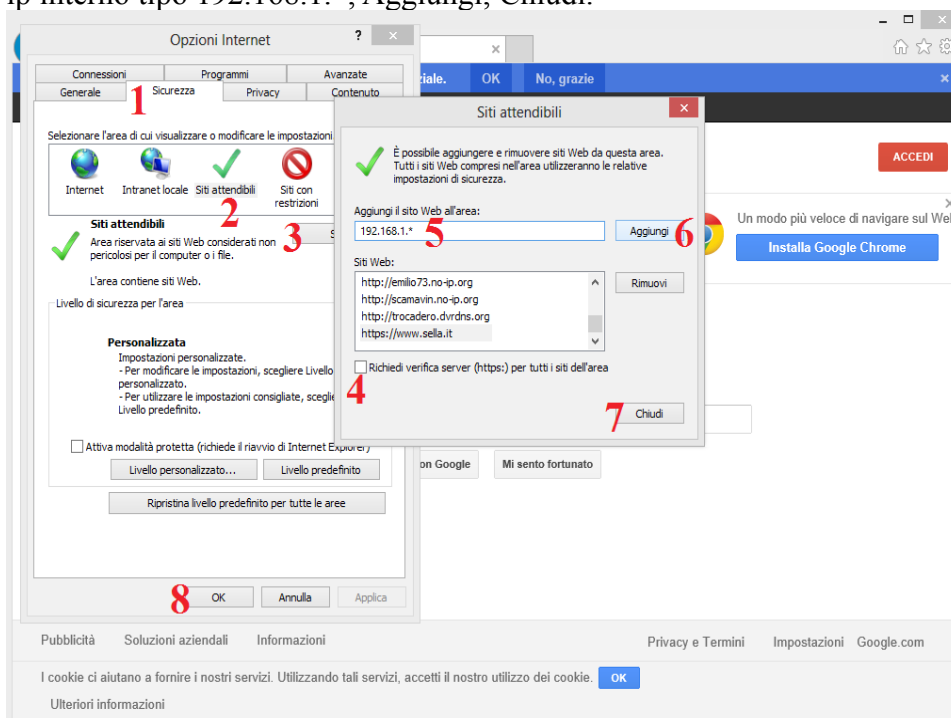 ip interno tipo 192.168.1.*, Aggiungi, Chiudi.
Opzioni Internet
?
Connessioni Programmi Avanzate
Generale Sicurezza Privacy Contenuto
1
Selezionare l'area di cui visualizzare o modificare le impostazioni
Internet Intranet locale Siti attendibili Siti con
restrizioni
2
Siti attendibili
3 S
Area riservata ai siti Web considerati non
pericolosi per il computer o i file.
L'area contiene siti Web.
Livello di sicurezza per l'area
Personalizzata
Impostazioni personalizzate.
- Per modificare le impostazioni, scegliere Livello
personalizzato.
- Per utilizzare le impostazioni consigliate, sceglie
Livello predefinito.
Attiva modalità protetta (richiede il riavvio di Internet Explorer)
Livello personalizzato... Livello predefinito
Ripristina livello predefinito per tutte le aree
8 OK Annulla Applica
ziale. OK No, grazie
Siti attendibili
È possibile aggiungere e rimuovere siti Web da questa area.
Tutti i siti Web compresi nell'area utilizzeranno le relative
impostazioni di sicurezza.
Aggiungi il sito Web all'area:
192.168.1.* 5 Aggiungi 6
Siti Web:
http://emilio73.no-ip.org Rimuovi
http://scamavin.no-ip.org
http://trocadero.dvrdns.org
https://www.sella.it
Richiedi verifica server (https:) per tutti i siti dell'area
4
7 Chiudi
ACCEDI
Un modo più veloce di navigare sul We
Installa Google Chrome
on Google Mi sento fortunato
Pubblicità Soluzioni aziendali Informazioni Privacy e Termini Impostazioni Google.com
I cookie ci aiutano a fornire i nostri servizi. Utilizzando tali servizi, accetti il nostro utilizzo dei cookie. OK
Ulteriori informazioni